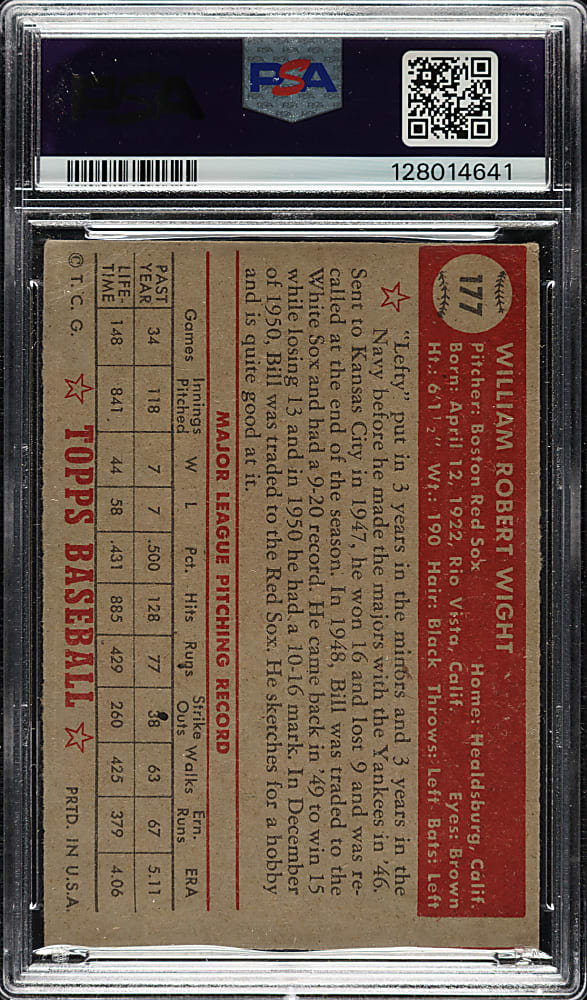 PSA
128014641
177
WILLIAM ROBERT WIGHT
Pitcher: Boston Red Sox Home: Healdsburg, Calif.
Born: April 12, 1922, Rio Vista, Calif. Eyes: Brown
Ht.: 6'1½" Wt.: 190 Hair: Black Throws: Left Bats: Left
"Lefty" put in 3 years in the minors and 3 years in the
Navy before he made the majors with the Yankees in '46.
Sent to Kansas City in 1947, he won 16 and lost 9 and was re-
called at the end of the season. In 1948, Bill was traded to the
White Sox and had a 9-20 record. He came back in '49 to win 15
while losing 13 and in 1950 he had a 10-16 mark. In December
of 1950, Bill was traded to the Red Sox. He sketches for a hobby
and is quite good at it.
MAJOR LEAGUE PITCHING RECORD
Games Innings Pitched W L Pct. Hits Runs Strike Outs Walks Ern. Runs ERA
PAST YEAR 34 118 7 7 .500 128 77 38 63 67 5.11
LIFE-TIME 148 841 44 58 .431 885 429 260 425 379 4.06
© T. C. G. TOPPS BASEBALL PRTD. IN U.S.A.